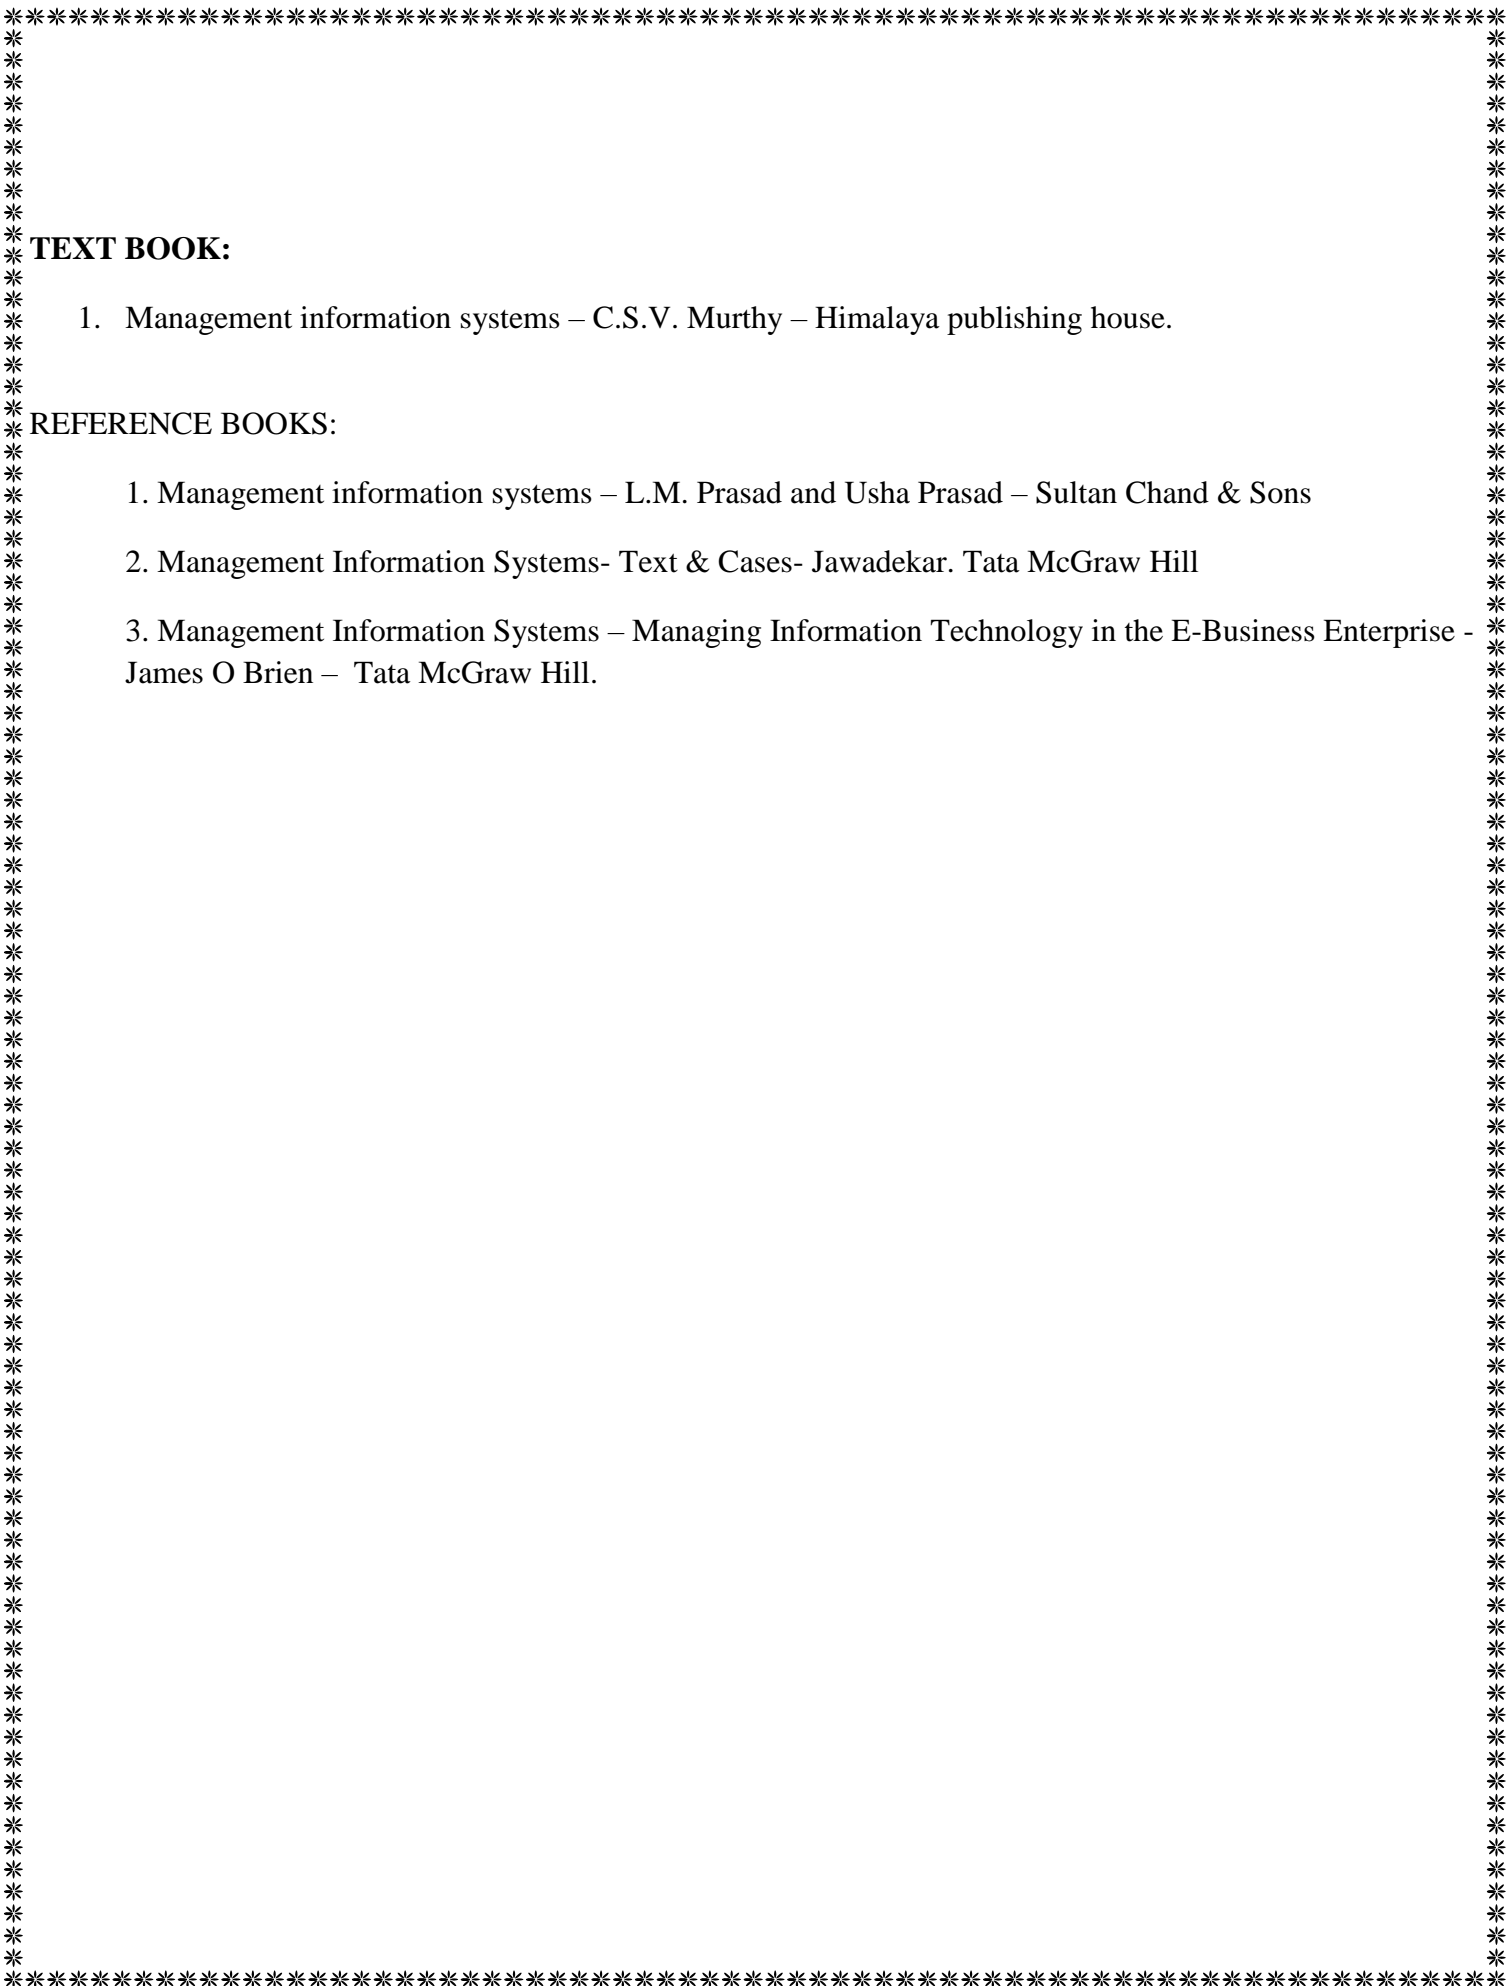 TEXT BOOK:
1. Management information systems – C.S.V. Murthy – Himalaya publishing house.
REFERENCE BOOKS:
1. Management information systems – L.M. Prasad and Usha Prasad – Sultan Chand & Sons
2. Management Information Systems- Text & Cases- Jawadekar. Tata McGraw Hill
3. Management Information Systems – Managing Information Technology in the E-Business Enterprise -
James O Brien –  Tata McGraw Hill.